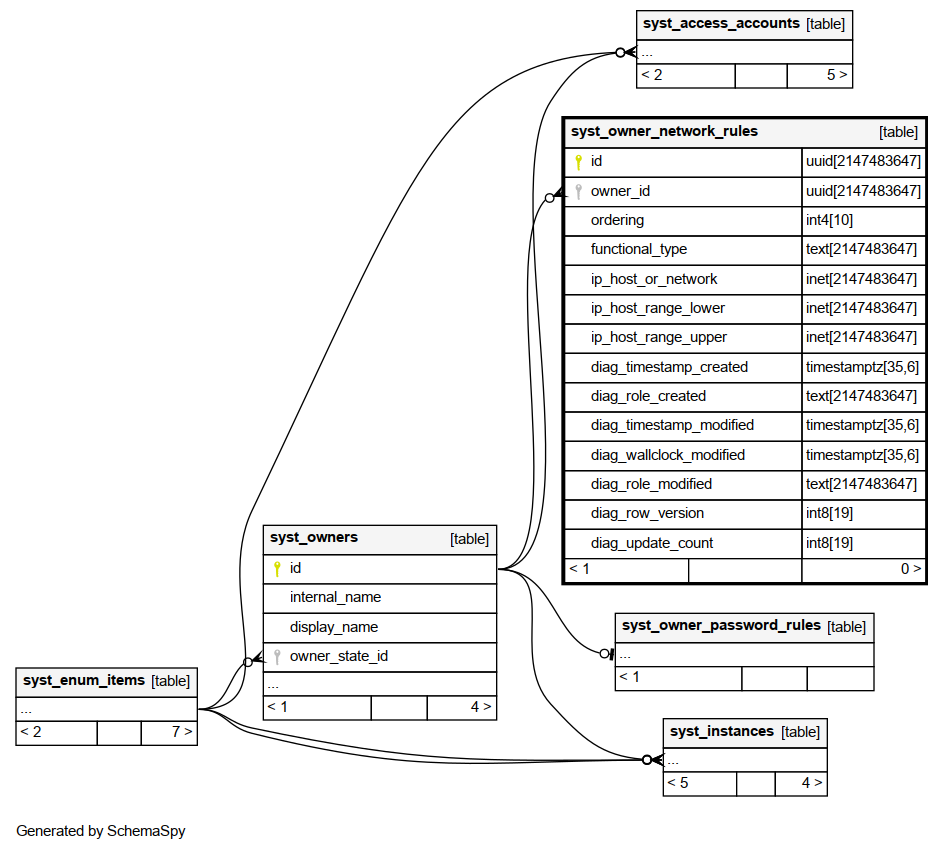 syst_access_accounts [table]
...
< 2 5 >
syst_owner_network_rules [table]
id uuid[2147483647]
owner_id uuid[2147483647]
ordering int4[10]
functional_type text[2147483647]
ip_host_or_network inet[2147483647]
ip_host_range_lower inet[2147483647]
ip_host_range_upper inet[2147483647]
diag_timestamp_created timestamptz[35,6]
diag_role_created text[2147483647]
diag_timestamp_modified timestamptz[35,6]
diag_wallclock_modified timestamptz[35,6]
diag_role_modified text[2147483647]
diag_row_version int8[19]
diag_update_count int8[19]
< 1 0 >
syst_owners [table]
id
internal_name
display_name
owner_state_id
...
< 1 4 >
syst_owner_password_rules [table]
...
< 1
syst_enum_items [table]
...
< 2 7 >
syst_instances [table]
...
< 5 4 >
Generated by SchemaSpy